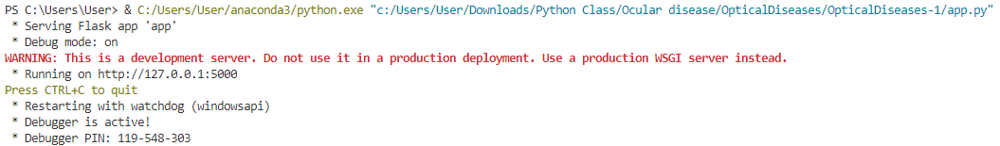 PS C:\Users\User> & C:/Users/User/anaconda3/python.exe "c:/Users/User/Downloads/Python Class/Ocular disease/OpticalDiseases/OpticalDiseases-1/app.py"
 * Serving Flask app 'app'
 * Debug mode: on
WARNING: This is a development server. Do not use it in a production deployment. Use a production WSGI server instead.
 * Running on http://127.0.0.1:5000
Press CTRL+C to quit
 * Restarting with watchdog (windowsapi)
 * Debugger is active!
 * Debugger PIN: 119-548-303